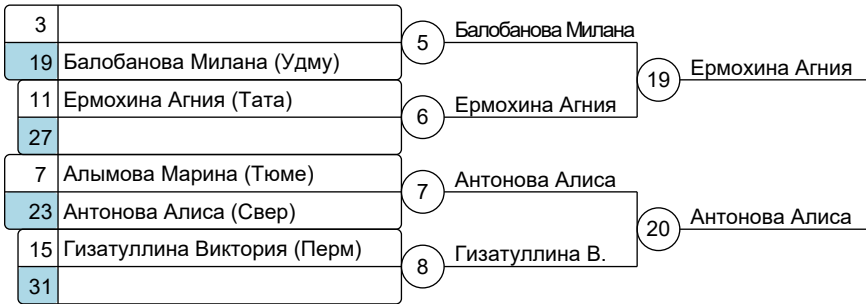 3
19 Балобанова Милана (Удму)
5
Балобанова Милана
11 Ермохина Агния (Тата)
27
6
Ермохина Агния
19
Ермохина Агния
7 Алымова Марина (Тюме)
23 Антонова Алиса (Свер)
7
Антонова Алиса
15 Гизатуллина Виктория (Перм)
31
8
Гизатуллина В.
20
Антонова Алиса